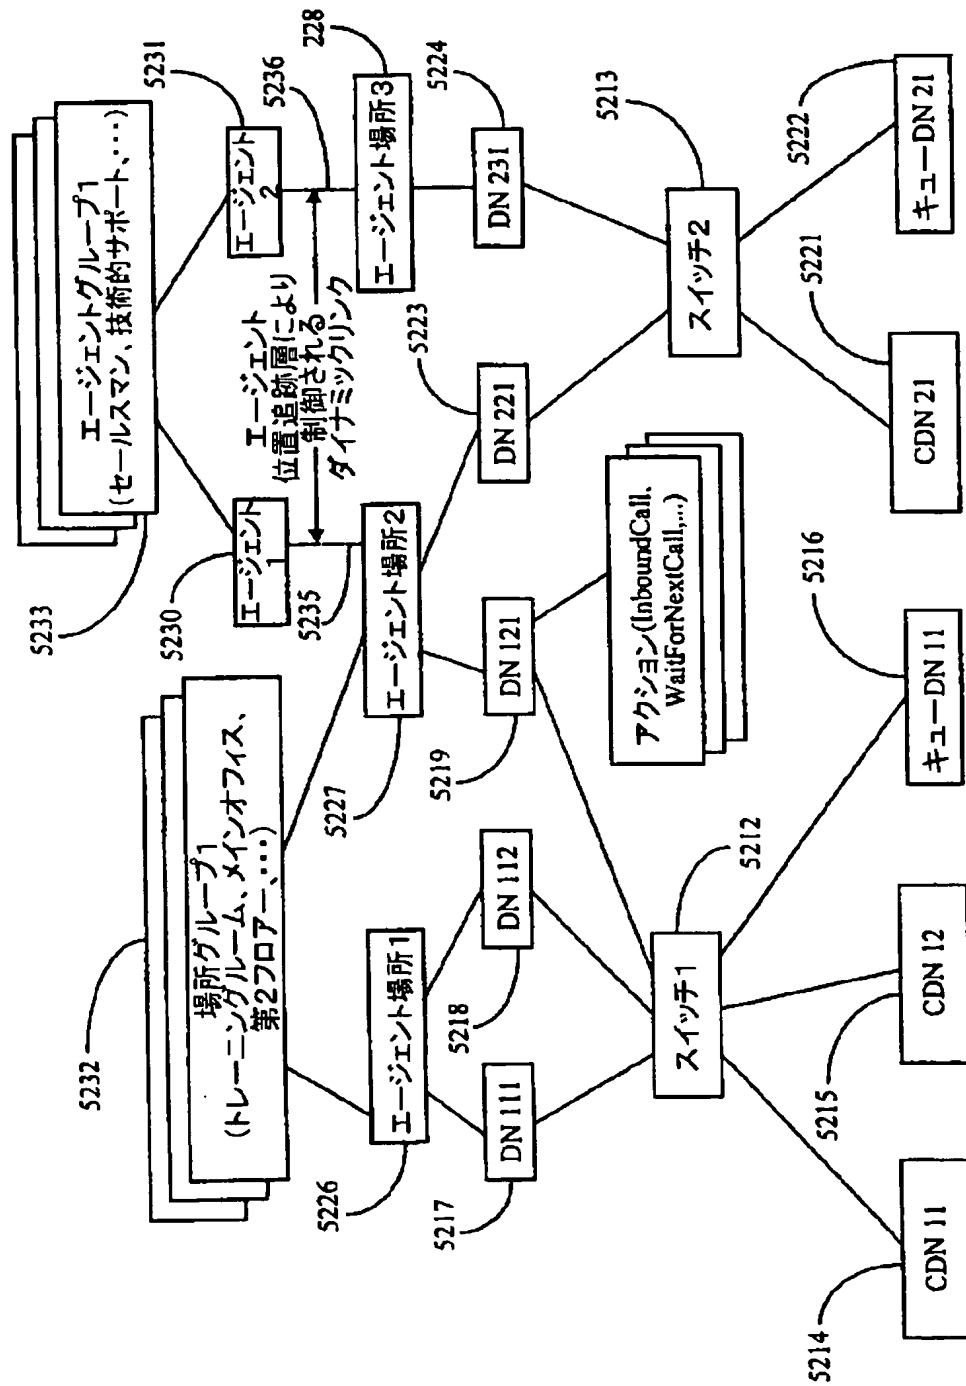 5232
場所グループ1
(トレーニングルーム、メインオフィス、
第2フロアー、・・・)
5233
エージェントグループ1
(セールスマン、技術的サポート、・・・)
5230
エージェント
1
5231
エージェント
2
5235
5236
エージェント
位置追跡層により
制御される
ダイナミックリンク
5226
エージェント場所1
5227
エージェント場所2
228
エージェント場所3
5217
DN 111
5218
DN 112
5219
DN 121
5223
DN 221
5224
DN 231
アクション(InboundCall、
WaitForNextCall,...)
5212
スイッチ1
5213
スイッチ2
5214
CDN 11
5215
CDN 12
5216
キューDN 11
5221
CDN 21
5222
キューDN 21